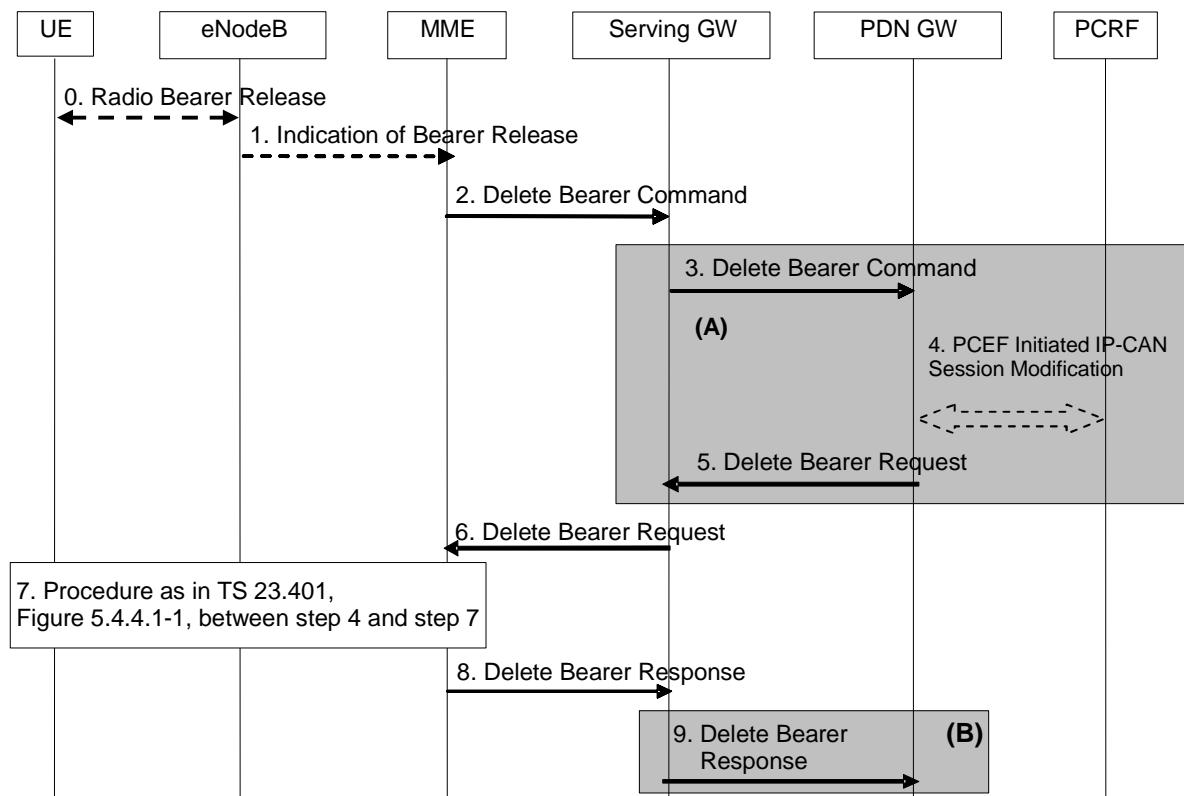 UE
eNodeB
MME
Serving GW
PDN GW
PCRF
0. Radio Bearer Release
1. Indication of Bearer Release
2. Delete Bearer Command
3. Delete Bearer Command
(A)
4. PCEF Initiated IP-CAN
Session Modification
5. Delete Bearer Request
6. Delete Bearer Request
7. Procedure as in TS 23.401,
Figure 5.4.4.1-1, between step 4 and step 7
8. Delete Bearer Response
9. Delete Bearer
Response
(B)